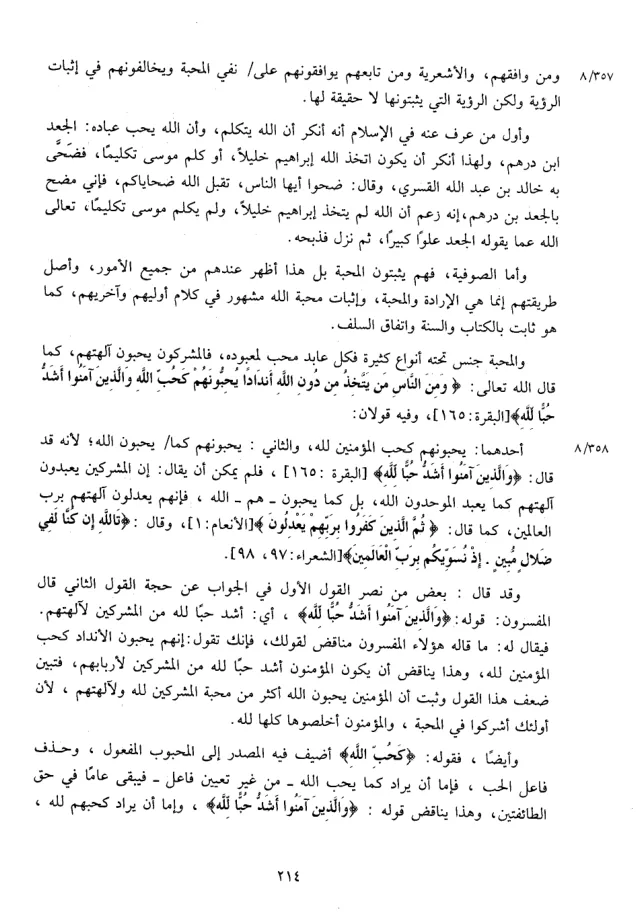 ٨/٣٥٧ ومن وافقهم، والأشعرية ومن تابعهم يوافقونهم على/ نفي المحبة ويخالفونهم في إثبات
الرؤية ولكن الرؤية التي يثبتونها لا حقيقة لها.
وأول من عرف عنه في الإسلام أنه أنكر أن الله يتكلم، وأن الله يحب عباده: الجعد
ابن درهم، ولهذا أنكر أن يكون اتخذ الله إبراهيم خليلاً، أو كلم موسى تكليمًا، فضَحَّى
به خالد بن عبد الله القسري، وقال: ضحوا أيها الناس، تقبل الله ضحاياكم، فإني مضح
بالجعد بن درهم،إنه زعم أن الله لم يتخذ إبراهيم خليلاً، ولم يكلم موسى تكليمًا، تعالى
الله عما يقوله الجعد علوًا كبيرًا، ثم نزل فذبحه.
وأما الصوفية، فهم يثبتون المحبة بل هذا أظهر عندهم من جميع الأمور، وأصل
طريقتهم إنما هي الإرادة والمحبة، وإثبات محبة الله مشهور في كلام أوليهم وآخريهم، كما
هو ثابت بالكتاب والسنة واتفاق السلف.
والمحبة جنس تحته أنواع كثيرة فكل عابد محب لمعبوده، فالمشركون يحبون آلهتهم، كما
قال الله تعالى: ﴿ وَمِنَ النَّاسِ مَن يَتَّخِذُ مِن دُونِ اللَّهِ أَندَادًا يُحِبُّونَهُمْ كَحُبِّ اللَّهِ وَالَّذِينَ آمَنُوا أَشَدُّ
حُبًّا لِّلَّهِ﴾[البقرة:١٦٥]، وفيه قولان:
٨/٣٥٨ أحدهما: يحبونهم كحب المؤمنين لله، والثاني : يحبونهم كما/ يحبون الله؛ لأنه قد
قال: ﴿وَالَّذِينَ آمَنُوا أَشَدُّ حُبًّا لِّلَّهِ﴾ [البقرة :١٦٥] ، فلم يمكن أن يقال: إن المشركين يعبدون
آلهتهم كما يعبد الموحدون الله، بل كما يحبون ـ هم ـ الله ، فإنهم يعدلون آلهتهم برب
العالمين، كما قال: ﴿ ثُمَّ الَّذِينَ كَفَرُوا بِرَبِّهِمْ يَعْدِلُونَ ﴾[الأنعام:١]، وقال : ﴿تَاللَّهِ إِن كُنَّا لَفِي
ضَلالٍ مُّبِينٍ . إِذْ نُسَوِّيكُم بِرَبِّ الْعَالَمِينَ﴾[الشعراء:٩٧، ٩٨].
وقد قال : بعض من نصر القول الأول في الجواب عن حجة القول الثاني قال
المفسرون: قوله:﴿وَالَّذِينَ آمَنُوا أَشَدُّ حُبًّا لِّلَّهِ﴾ ، أي: أشد حبًا لله من المشركين لآلهتهم.
فيقال له: ما قاله هؤلاء المفسرون مناقض لقولك، فإنك تقول:إنهم يحبون الأنداد كحب
المؤمنين لله، وهذا يناقض أن يكون المؤمنون أشد حبًا لله من المشركين لأربابهم، فتبين
ضعف هذا القول وثبت أن المؤمنين يحبون الله أكثر من محبة المشركين لله ولآلهتهم ، لأن
أولئك أشركوا في المحبة ، والمؤمنون أخلصوها كلها لله.
وأيضًا ، فقوله: ﴿كَحُبِّ اللَّهِ﴾ أضيف فيه المصدر إلى المحبوب المفعول ، وحذف
فاعل الحب ، فإما أن يراد كما يحب الله ـ من غير تعيين فاعل ـ فيبقى عامًا في حق
الطائفتين، وهذا يناقض قوله : ﴿وَالَّذِينَ آمَنُوا أَشَدُّ حُبًّا لِّلَّهِ﴾ ، وإما أن يراد كحبهم لله ،
٢١٤